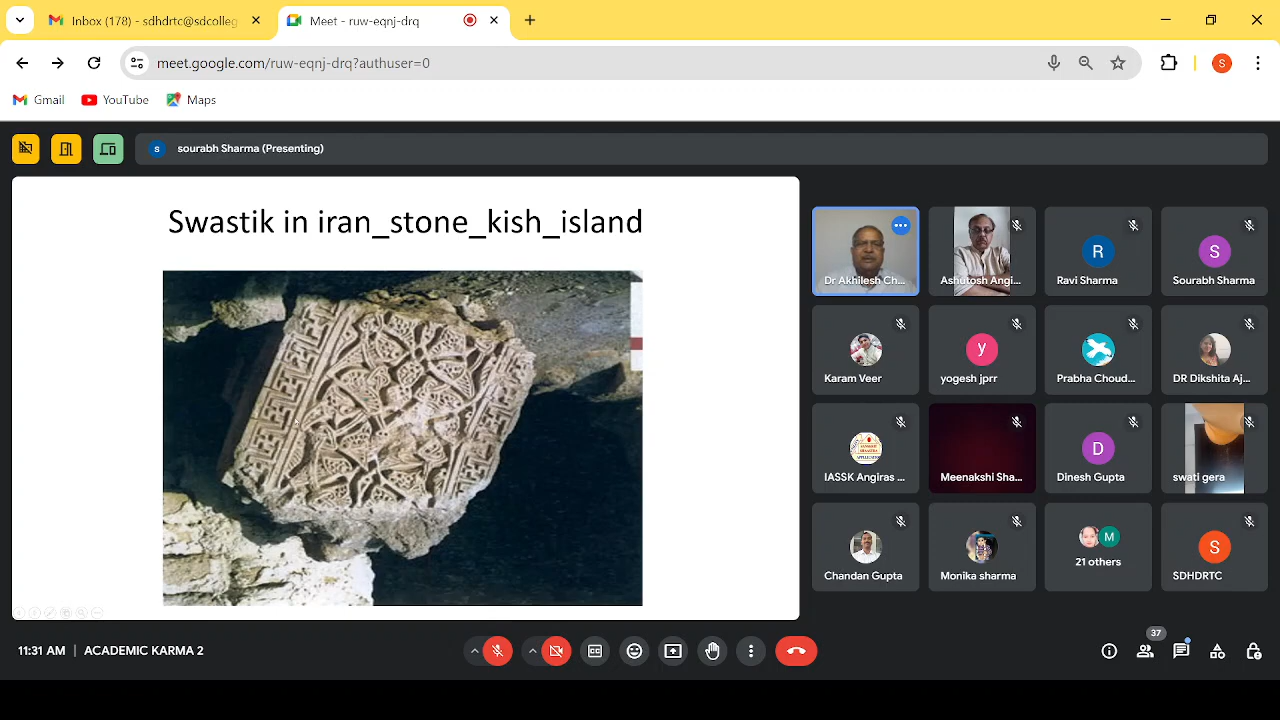 Inbox (178) - sdhdrtc@sdcolleg
Meet - ruw-eqnj-drq
meet.google.com/ruw-eqnj-drq?authuser=0
S
Gmail YouTube Maps
s sourabh Sharma (Presenting)
Swastik in iran_stone_kish_island
Dr Akhilesh Ch...
Ashutosh Angi...
R
Ravi Sharma
S
Sourabh Sharma
Karam Veer
y
yogesh jprr
Prabha Choud...
DR Dikshita Aj...
IASSK Angiras ...
Meenakshi Sha...
D
Dinesh Gupta
swati gera
Chandan Gupta
Monika sharma
M
21 others
S
SDHDRTC
11:31 AM | ACADEMIC KARMA 2
37